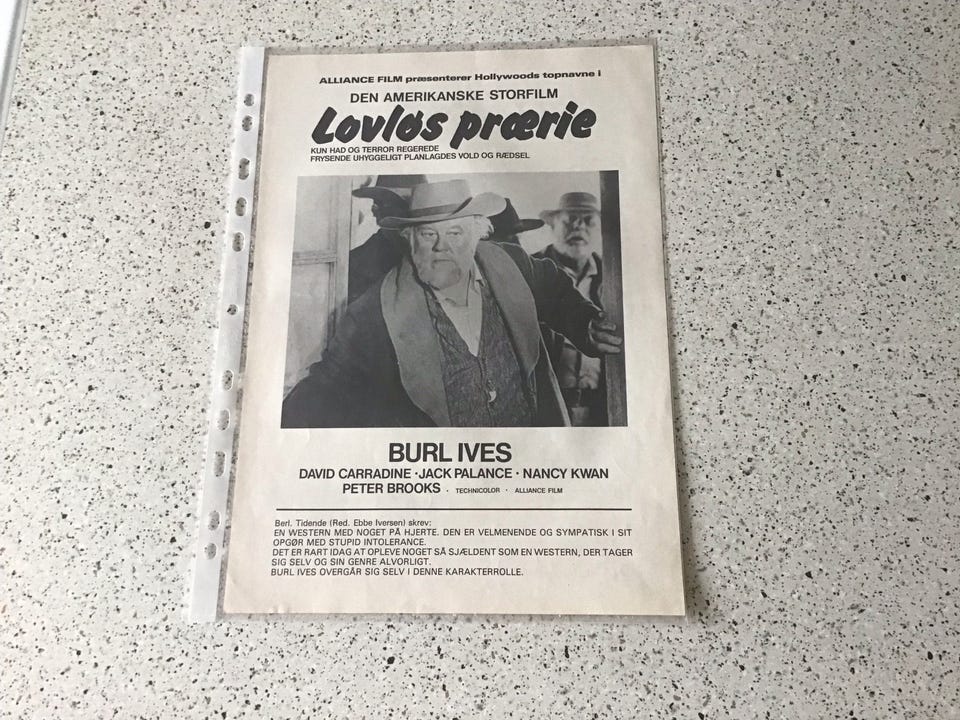 ALLIANCE FILM præsenterer Hollywoods topnavne i
DEN AMERIKANSKE STORFILM
Lovløs prærie
KUN HAD OG TERROR REGEREDE
FRYSENDE UHYGGELIGT PLANLAGDES VOLD OG RÆDSEL
BURL IVES
DAVID CARRADINE · JACK PALANCE · NANCY KWAN
PETER BROOKS · TECHNICOLOR · ALLIANCE FILM
Berl. Tidende (Red. Ebbe Iversen) skrev:
EN WESTERN MED NOGET PÅ HJERTE. DEN ER VELMENENDE OG SYMPATISK I SIT
OPGØR MED STUPID INTOLERANCE.
DET ER RART IDAG AT OPLEVE NOGET SÅ SJÆLDENT SOM EN WESTERN, DER TAGER
SIG SELV OG SIN GENRE ALVORLIGT.
BURL IVES OVERGÅR SIG SELV I DENNE KARAKTERROLLE.